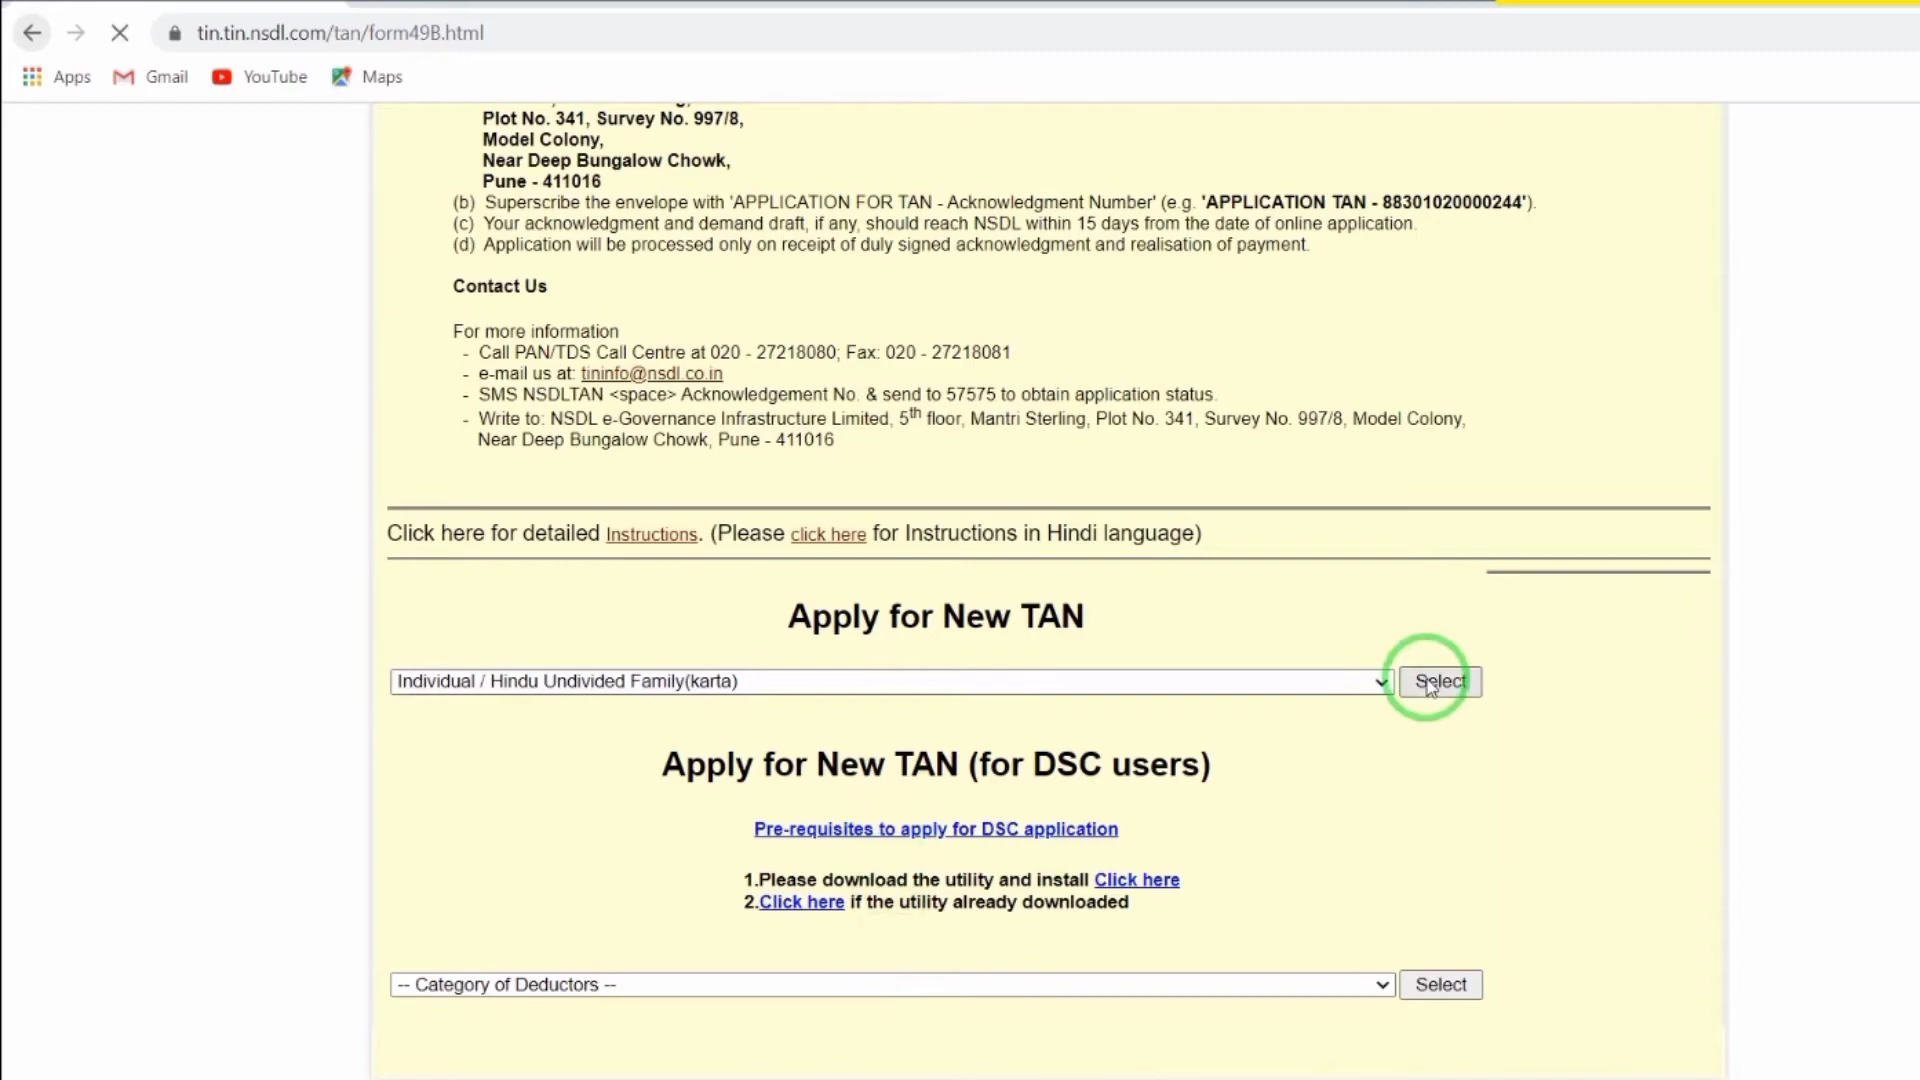 tin.tin.nsdl.com/tan/form49B.html
Apps Gmail YouTube Maps
Plot No. 341, Survey No. 997/8,
Model Colony,
Near Deep Bungalow Chowk,
Pune - 411016
(b) Superscribe the envelope with 'APPLICATION FOR TAN - Acknowledgment Number' (e.g. 'APPLICATION TAN - 88301020000244').
(c) Your acknowledgment and demand draft, if any, should reach NSDL within 15 days from the date of online application.
(d) Application will be processed only on receipt of duly signed acknowledgment and realisation of payment.
Contact Us
For more information
- Call PAN/TDS Call Centre at 020 - 27218080; Fax: 020 - 27218081
- e-mail us at: tininfo@nsdl.co.in
- SMS NSDLTAN <space> Acknowledgement No. & send to 57575 to obtain application status.
- Write to: NSDL e-Governance Infrastructure Limited, 5th floor, Mantri Sterling, Plot No. 341, Survey No. 997/8, Model Colony,
Near Deep Bungalow Chowk, Pune - 411016
Click here for detailed Instructions. (Please click here for Instructions in Hindi language)
Apply for New TAN
Individual / Hindu Undivided Family(karta) Select
Apply for New TAN (for DSC users)
Pre-requisites to apply for DSC application
1.Please download the utility and install Click here
2.Click here if the utility already downloaded
-- Category of Deductors -- Select